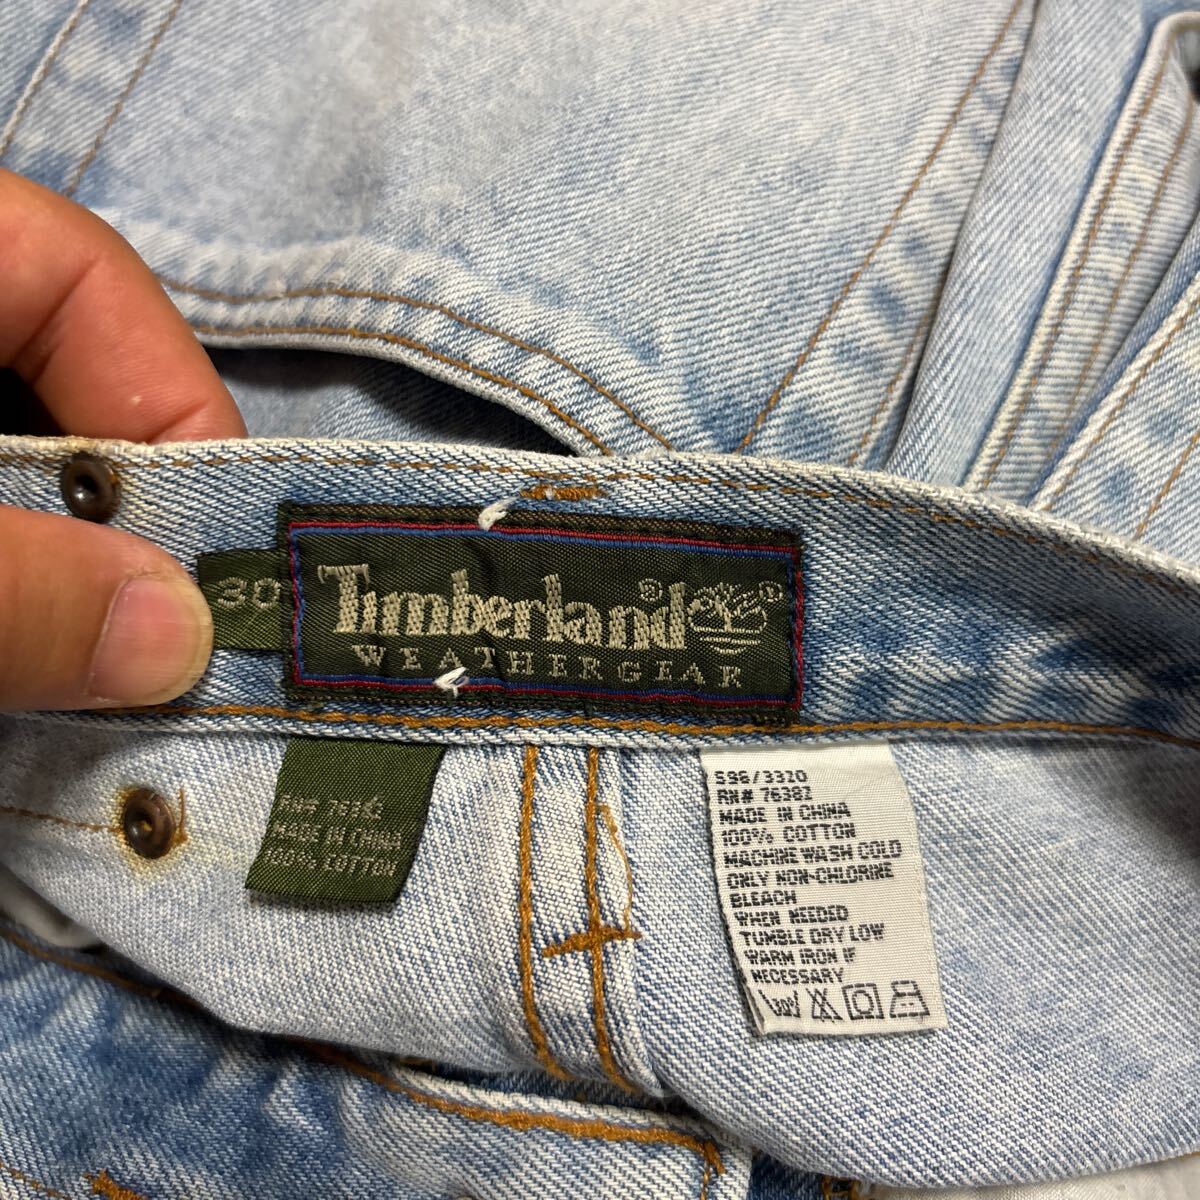 30
Timberland®
WEATHERGEAR
RN# 76382
MADE IN CHINA
100% COTTON
S96/3320
RN# 76382
MADE IN CHINA
100% COTTON
MACHINE WASH COLD
ONLY NON-CHLORINE
BLEACH
WHEN NEEDED
TUMBLE DRY LOW
WARM IRON IF
NECESSARY